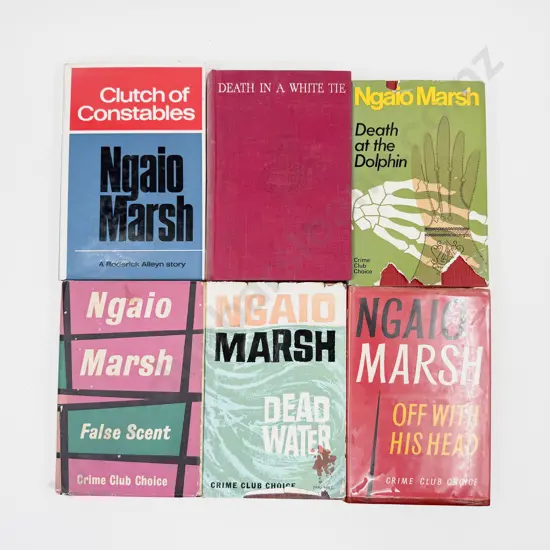 Clutch of
Constables
Ngaio
Marsh
A Roderick Alleyn story
DEATH IN A WHITE TIE
Ngaio Marsh
Death
at the
Dolphin
Crime
Club
Choice
Ngaio
Marsh
False Scent
Crime Club Choice
NGAIO
MARSH
DEAD
WATER
CRIME CLUB CHOICE
NGAIO
MARSH
OFF WITH
HIS HEAD
CRIME CLUB CHOICE